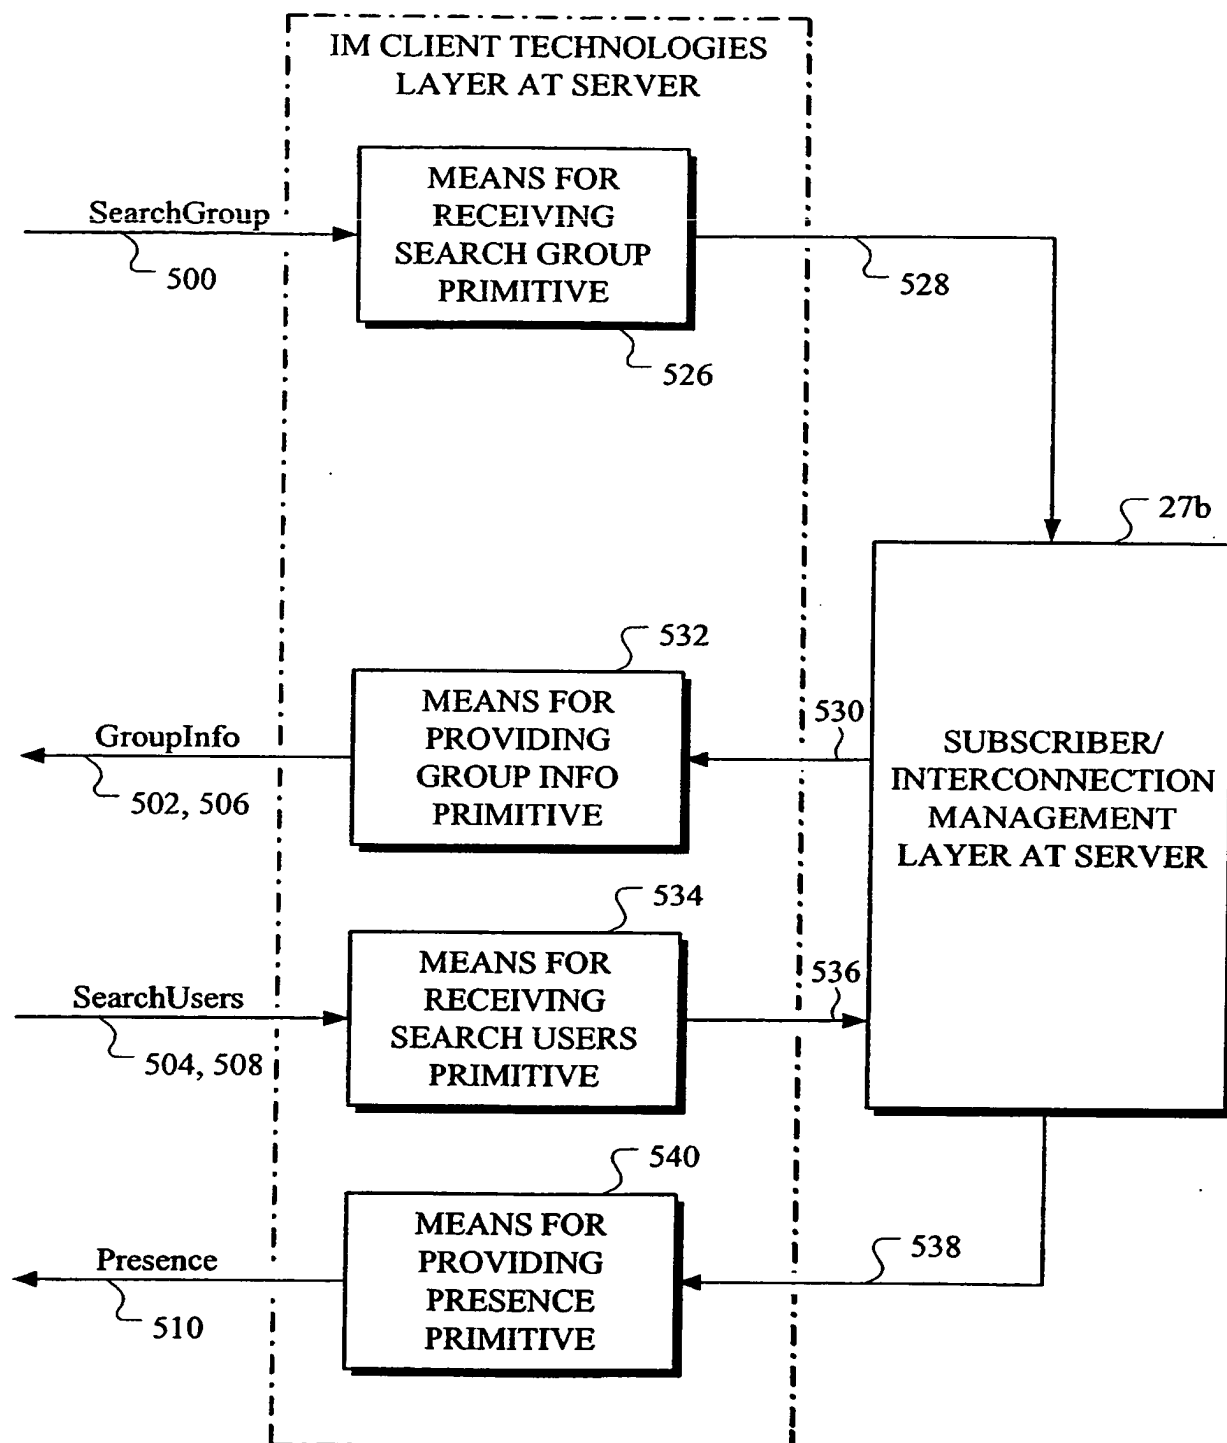 IM CLIENT TECHNOLOGIES
LAYER AT SERVER
MEANS FOR
RECEIVING
SEARCH GROUP
PRIMITIVE
SearchGroup
500
528
526
27b
532
MEANS FOR
PROVIDING
GROUP INFO
PRIMITIVE
GroupInfo
502, 506
530
SUBSCRIBER/
INTERCONNECTION
MANAGEMENT
LAYER AT SERVER
534
MEANS FOR
RECEIVING
SEARCH USERS
PRIMITIVE
SearchUsers
504, 508
536
540
MEANS FOR
PROVIDING
PRESENCE
PRIMITIVE
Presence
510
538